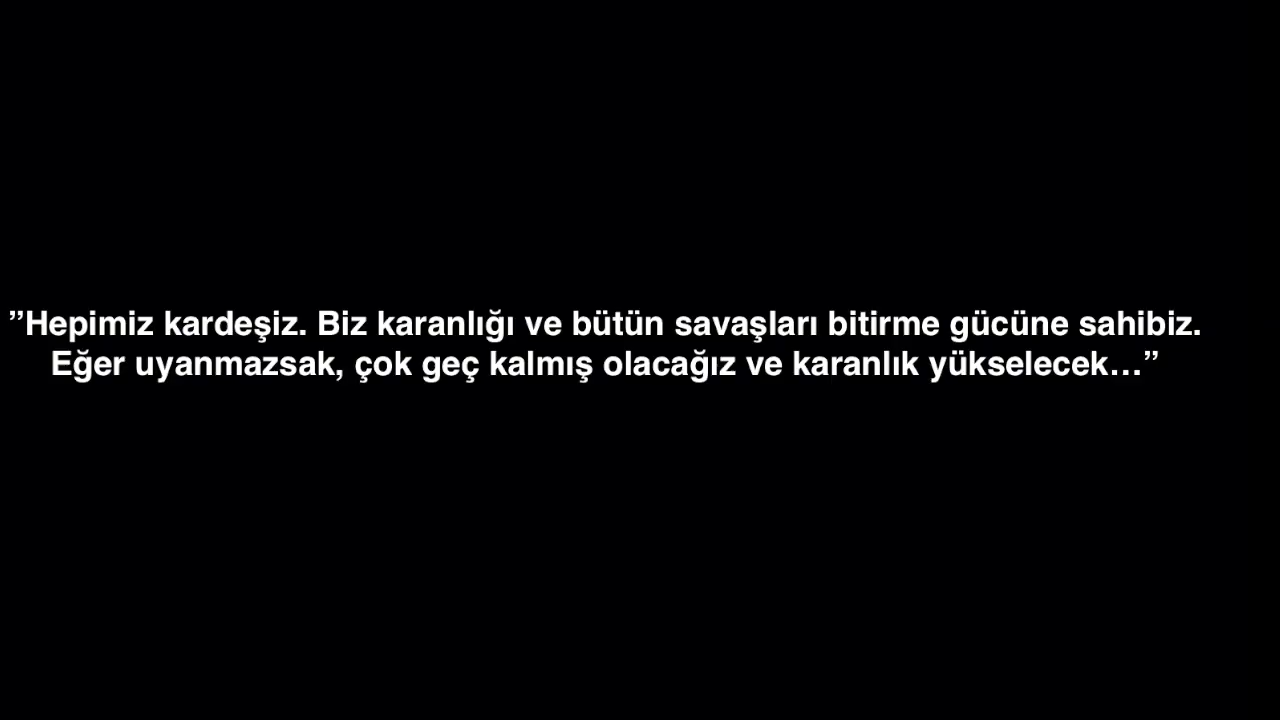 ”Hepimiz kardeşiz. Biz karanlığı ve bütün savaşları bitirme gücüne sahibiz.
Eğer uyanmazsak, çok geç kalmış olacağız ve karanlık yükselecek…”